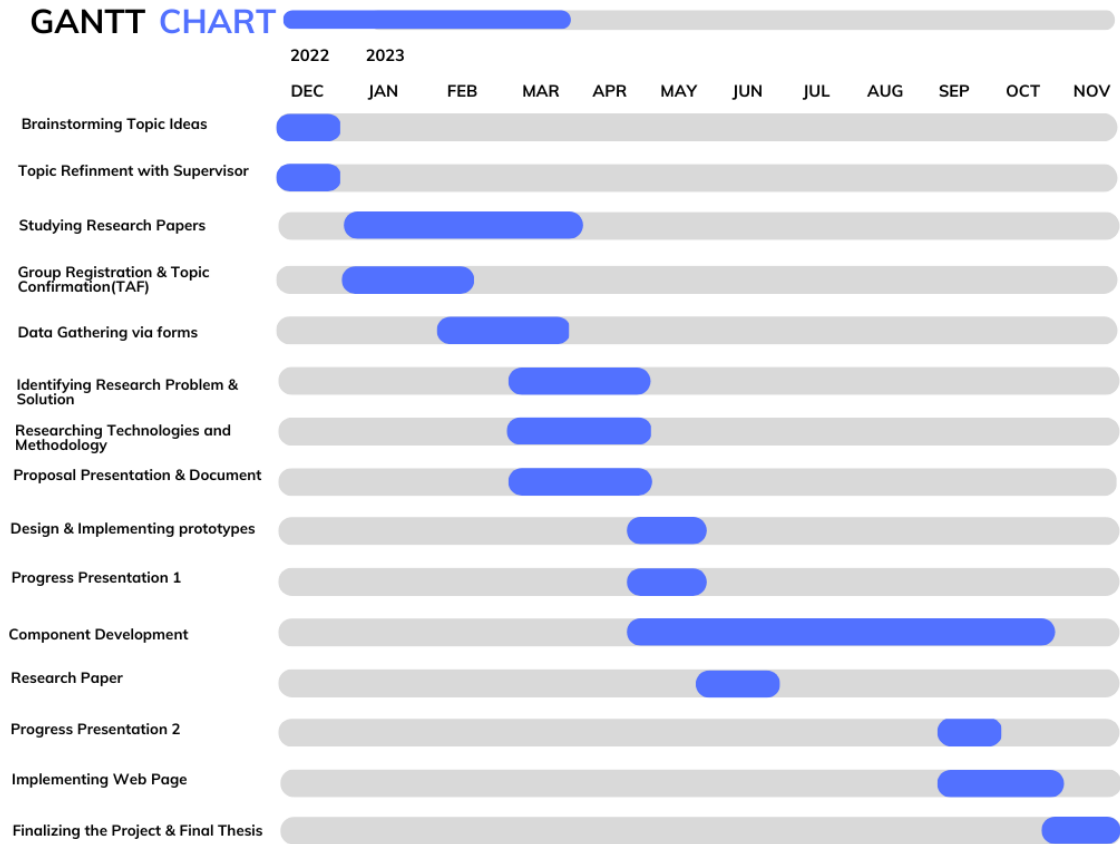 GANTT CHART
2022 2023
DEC JAN FEB MAR APR MAY JUN JUL AUG SEP OCT NOV
Brainstorming Topic Ideas
Topic Refinment with Supervisor
Studying Research Papers
Group Registration & Topic
Confirmation(TAF)
Data Gathering via forms
Identifying Research Problem &
Solution
Researching Technologies and
Methodology
Proposal Presentation & Document
Design & Implementing prototypes
Progress Presentation 1
Component Development
Research Paper
Progress Presentation 2
Implementing Web Page
Finalizing the Project & Final Thesis